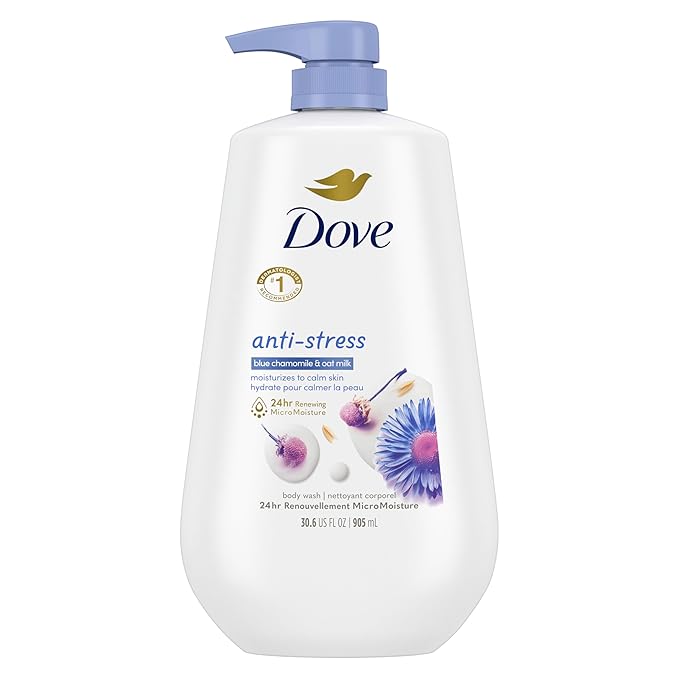 Dove
DERMATOLOGIST
#1
RECOMMENDED
anti-stress
blue chamomile & oat milk
moisturizes to calm skin
hydrate pour calmer la peau
24hr Renewing
MicroMoisture
body wash | nettoyant corporel
24hr Renouvellement MicroMoisture
30.6 US FL OZ | 905 mL